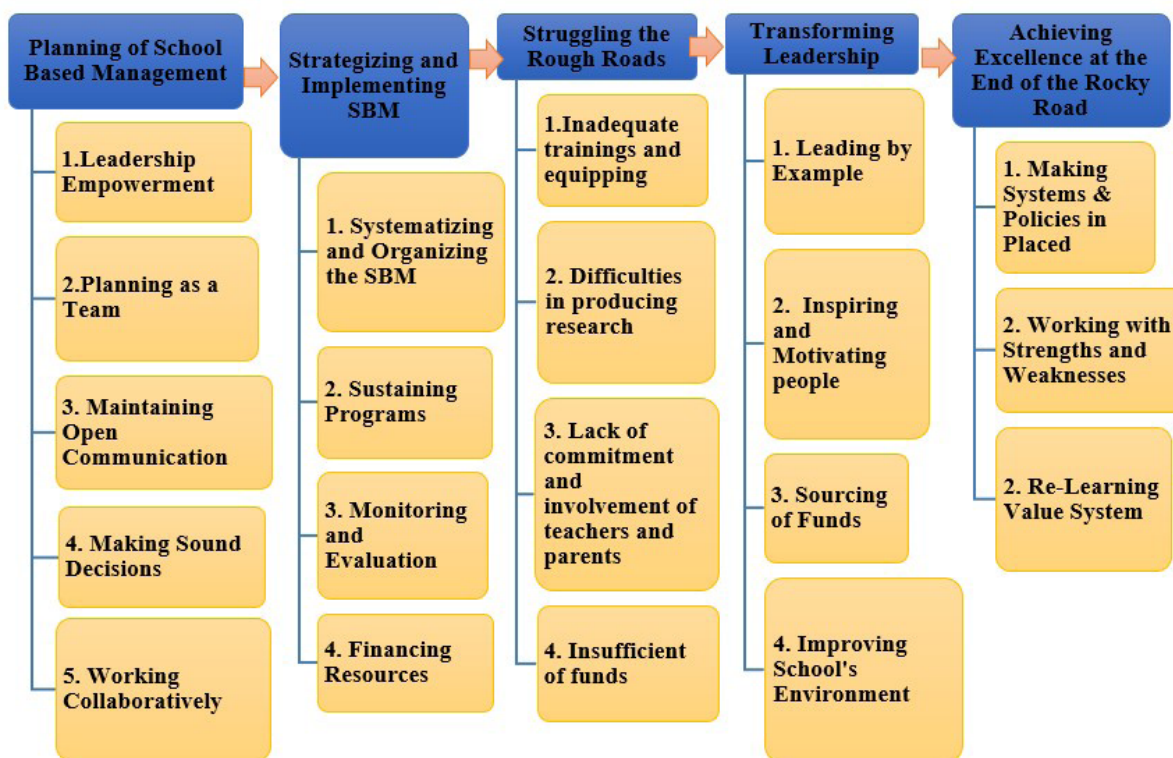 Planning of School
Based Management
1.Leadership
Empowerment
2.Planning as a
Team
3. Maintaining
Open
Communication
4. Making Sound
Decisions
5. Working
Collaboratively
Strategizing and
Implementing
SBM
1. Systematizing
and Organizing
the SBM
2. Sustaining
Programs
3. Monitoring
and
Evaluation
4. Financing
Resources
Struggling the
Rough Roads
1.Inadequate
trainings and
equipping
2. Difficulties
in producing
research
3. Lack of
commitment
and
involvement of
teachers and
parents
4. Insufficient
of funds
Transforming
Leadership
1. Leading by
Example
2. Inspiring
and
Motivating
people
3. Sourcing
of Funds
4. Improving
School's
Environment
Achieving
Excellence at the
End of the Rocky
Road
1. Making
Systems &
Policies in
Placed
2. Working with
Strengths and
Weaknesses
2. Re-Learning
Value System